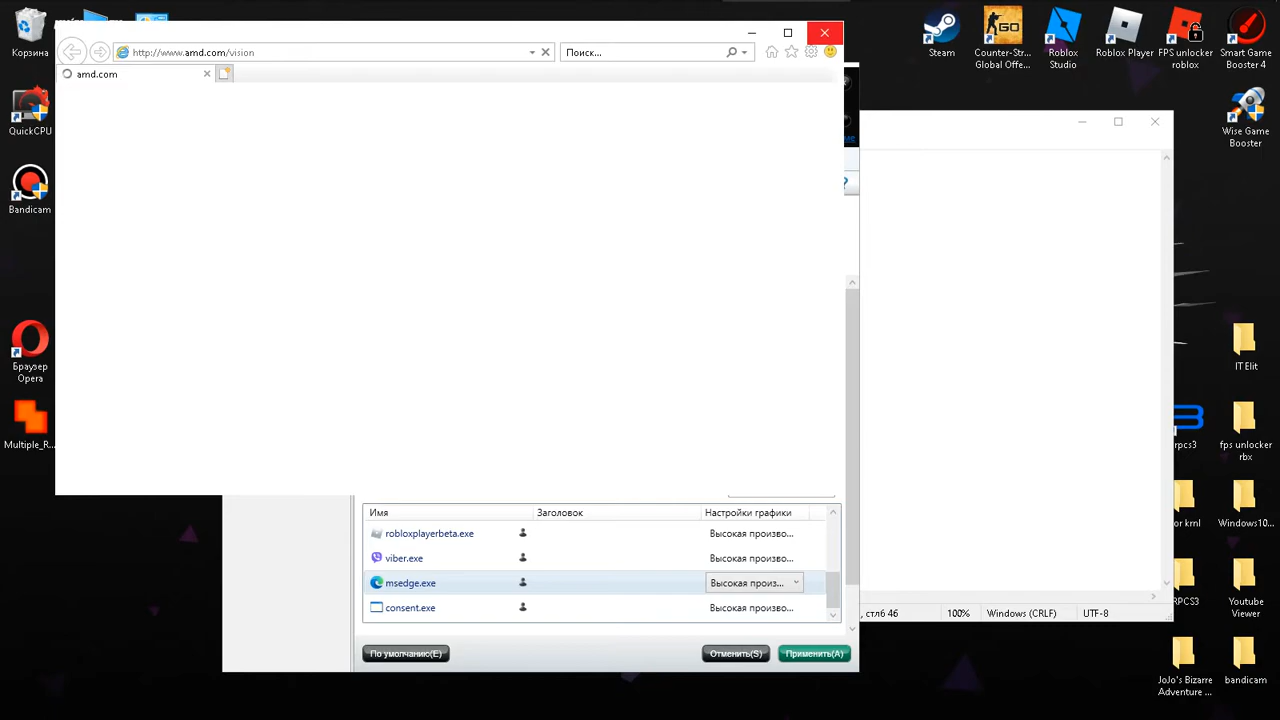 Корзина
QuickCPU
Bandicam
Браузер
Opera
Multiple_R...
http://www.amd.com/vision
Поиск...
amd.com
Steam
Counter-Str...
Global Offe...
Roblox
Studio
Roblox Player
FPS unlocker
roblox
Smart Game
Booster 4
Wise Game
Booster
IT Elit
rpcs3
fps unlocker
rbx
or krnl
Windows10...
RPCS3
Youtube
Viewer
JoJo's Bizarre
Adventure ...
bandicam
Имя
Заголовок
Настройки графики
robloxplayerbeta.exe
Высокая произво...
viber.exe
Высокая произво...
msedge.exe
Высокая произ...
consent.exe
Высокая произво...
По умолчанию(E)
Отменить(S)
Применить(A)
, стлб 46
100%
Windows (CRLF)
UTF-8